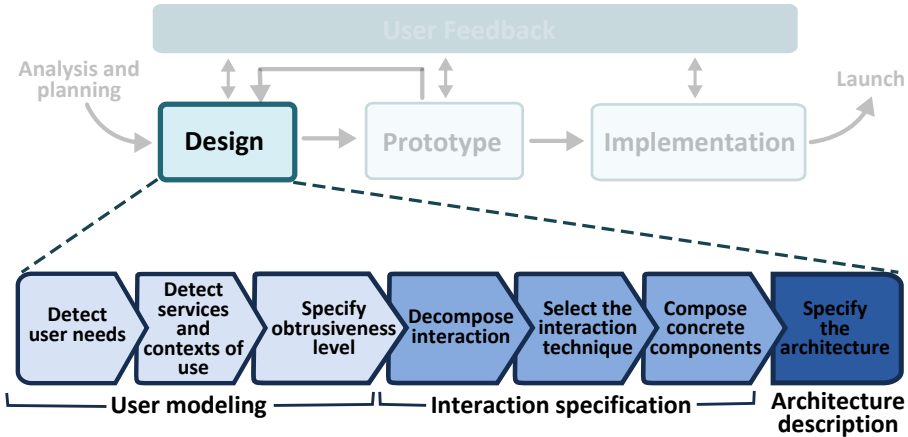 User Feedback
Analysis and
planning
Launch
Design
Prototype
Implementation
Detect
user needs
Detect
services
and
contexts of
use
Specify
obtrusiveness
level
Decompose
interaction
Select the
interaction
technique
Compose
concrete
components
Specify
the
architecture
User modeling
Interaction specification
Architecture
description